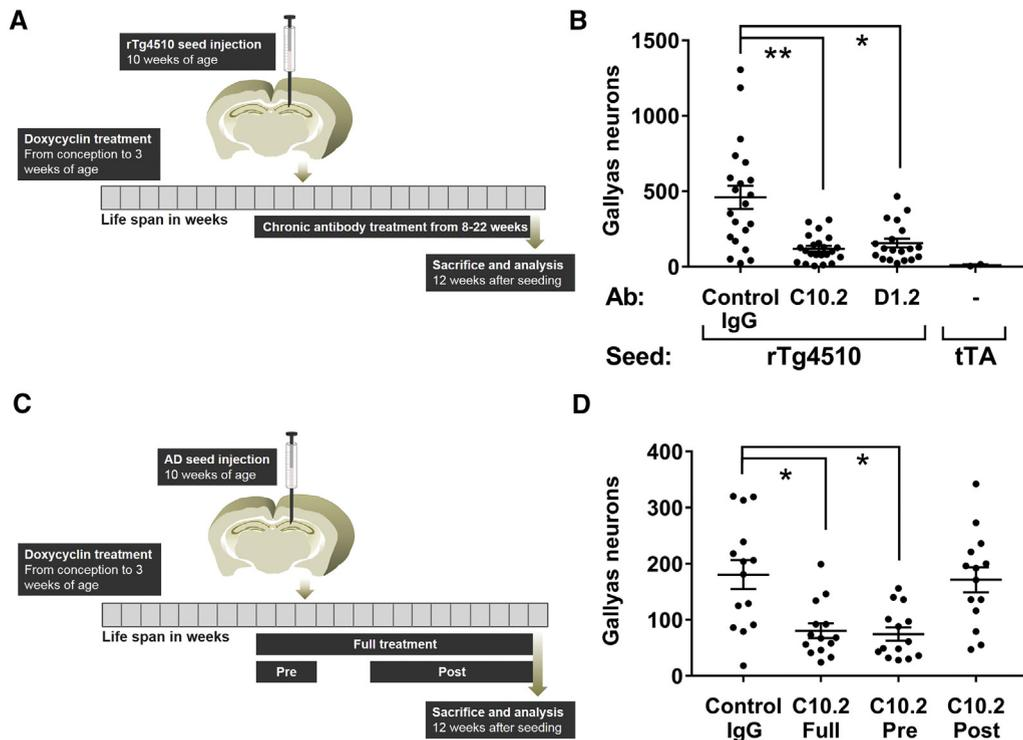 A
rTg4510 seed injection
10 weeks of age
Doxycyclin treatment
From conception to 3
weeks of age
Life span in weeks
Chronic antibody treatment from 8-22 weeks
Sacrifice and analysis
12 weeks after seeding
B
Gallyas neurons
1500
1000
500
0
**
*
Ab:
Control
IgG
C10.2
D1.2
-
Seed:
rTg4510
tTA
C
AD seed injection
10 weeks of age
Doxycyclin treatment
From conception to 3
weeks of age
Life span in weeks
Full treatment
Pre
Post
Sacrifice and analysis
12 weeks after seeding
D
Gallyas neurons
400
300
200
100
0
*
*
Control
IgG
C10.2
Full
C10.2
Pre
C10.2
Post